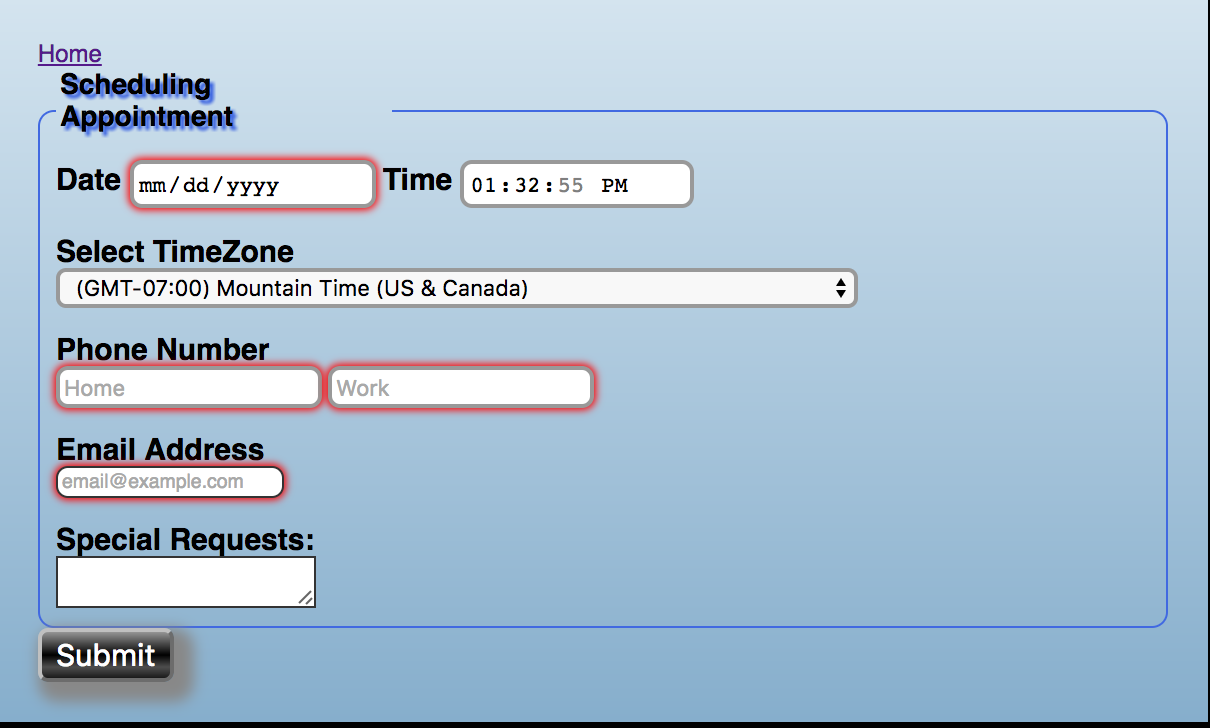 Home
Scheduling
Appointment
Date mm/dd/yyyy Time 01:32:55 PM
Select TimeZone
(GMT-07:00) Mountain Time (US & Canada)
Phone Number
Home Work
Email Address
email@example.com
Special Requests:
Submit